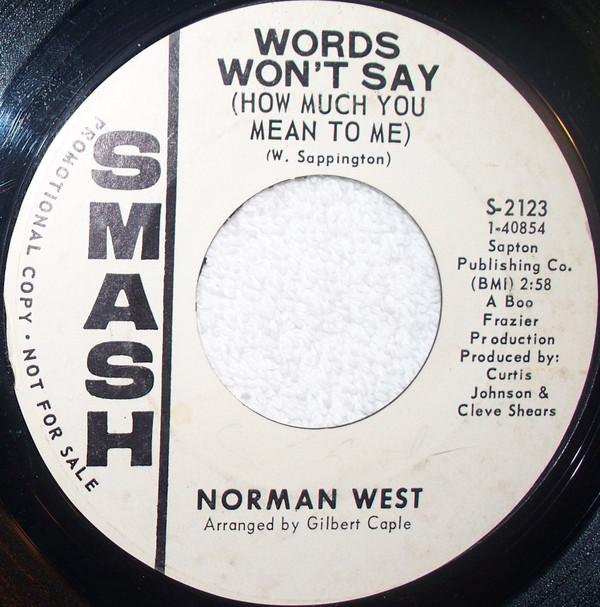 WORDS
WON'T SAY
(HOW MUCH YOU
MEAN TO ME)
(W. Sappington)
SMASH
PROMOTIONAL COPY · NOT FOR SALE
S-2123
1-40854
Sapton
Publishing Co.
(BMI) 2:58
A Boo
Frazier
Production
Produced by:
Curtis
Johnson &
Cleve Shears
NORMAN WEST
Arranged by Gilbert Caple